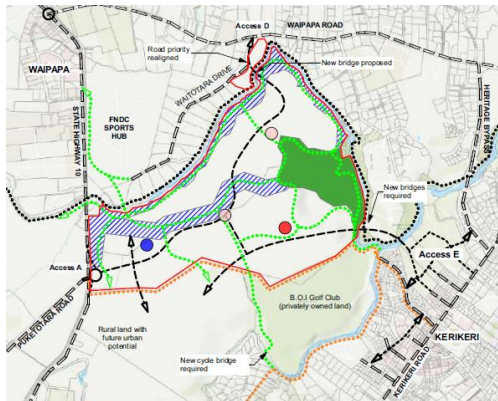 Access D
WAIPAPA ROAD
Road priority
realigned
WAIPAPA
New bridge proposed
WAITOTARA DRIVE
FNDC
SPORTS
HUB
STATE HIGHWAY 10
HERITAGE BYPASS
New bridges
required
Access A
Access E
PUKETOTARA ROAD
Rural land with
future urban
potential
B.O.I Golf Club
(privately owned land)
New cycle bridge
required
KERIKERI
KERIKERI ROAD